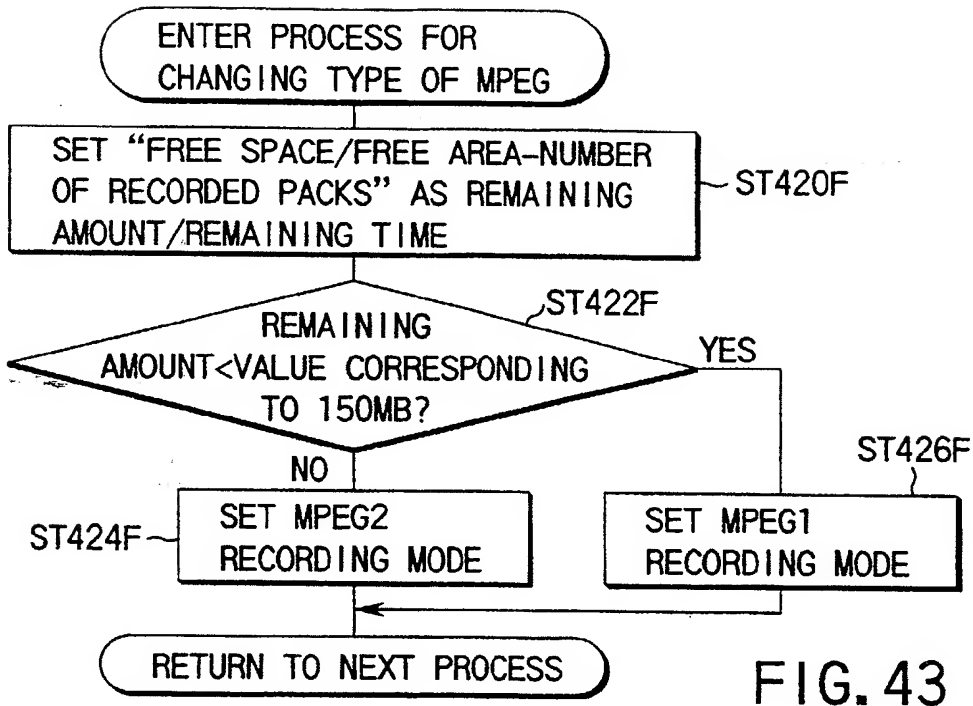 ENTER PROCESS FOR
CHANGING TYPE OF MPEG
SET “FREE SPACE/FREE AREA-NUMBER
OF RECORDED PACKS” AS REMAINING
AMOUNT/REMAINING TIME
ST420F
ST422F
REMAINING
AMOUNT<VALUE CORRESPONDING
TO 150MB?
YES
NO
ST426F
ST424F
SET MPEG2
RECORDING MODE
SET MPEG1
RECORDING MODE
RETURN TO NEXT PROCESS
FIG. 43